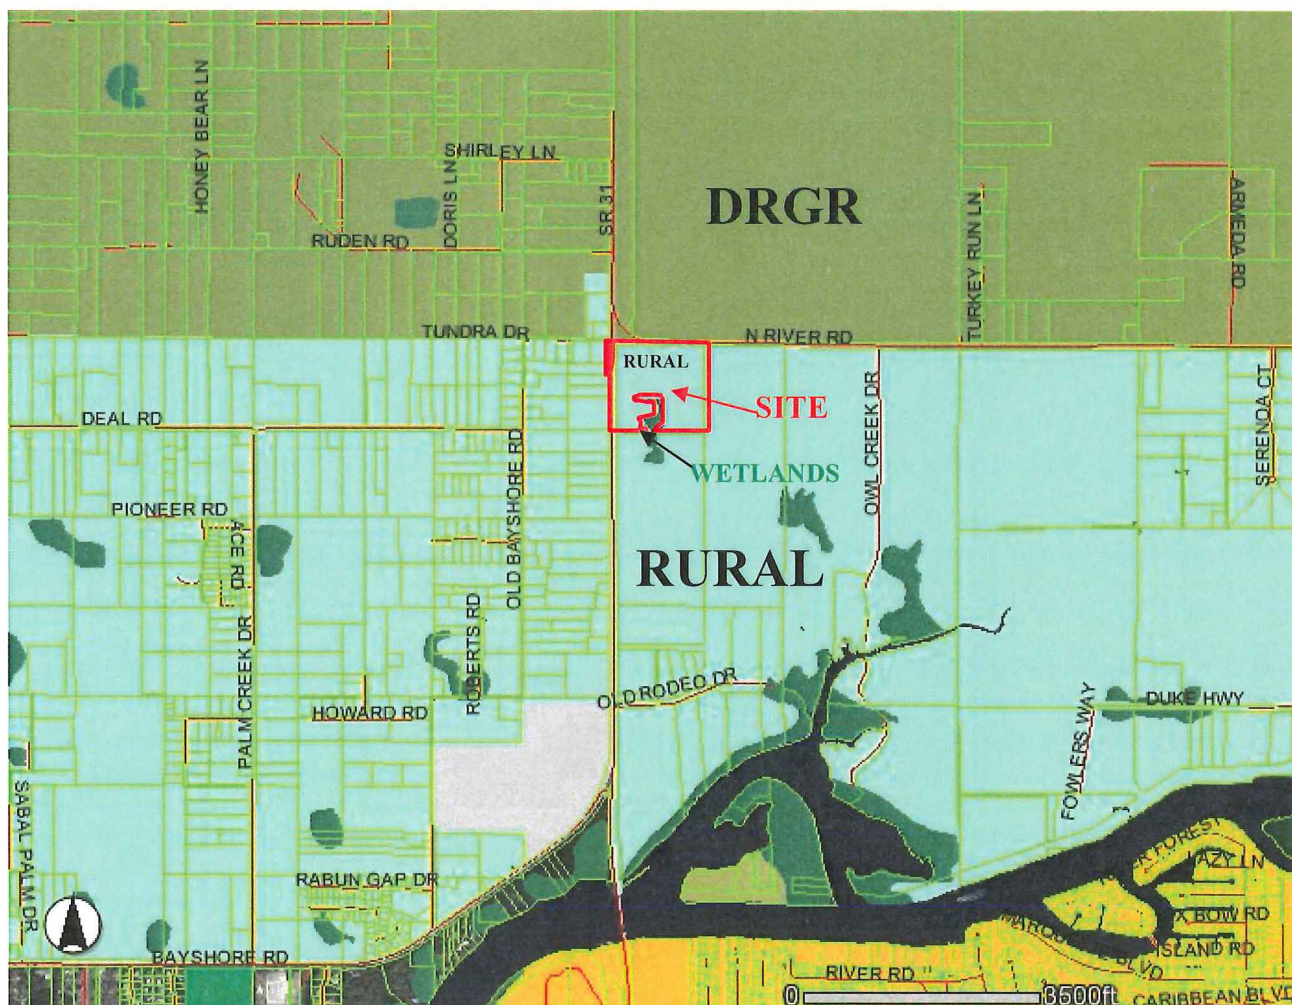 HONEY BEAR LN
SHIRLEY LN
DORIS LN
RUDEN RD
SR 31
DRGR
TURKEY RUN LN
ARMEDA RD
TUNDRA DR
N RIVER RD
RURAL
SITE
DEAL RD
WETLANDS
OWL CREEK DR
SERENOA CT
PIONEER RD
ACE RD
OLD BAYSHORE RD
RURAL
PALM CREEK DR
ROBERTS RD
HOWARD RD
OLD RODEO DR
DUKE HWY
FOWLERS WAY
SABAL PALM DR
RABUN GAP DR
BAYSHORE RD
FOREST
LAZY LN
X BOW RD
ISLAND RD
BLVD
RIVER RD
CARIBBEAN BLVD
0
3500ft